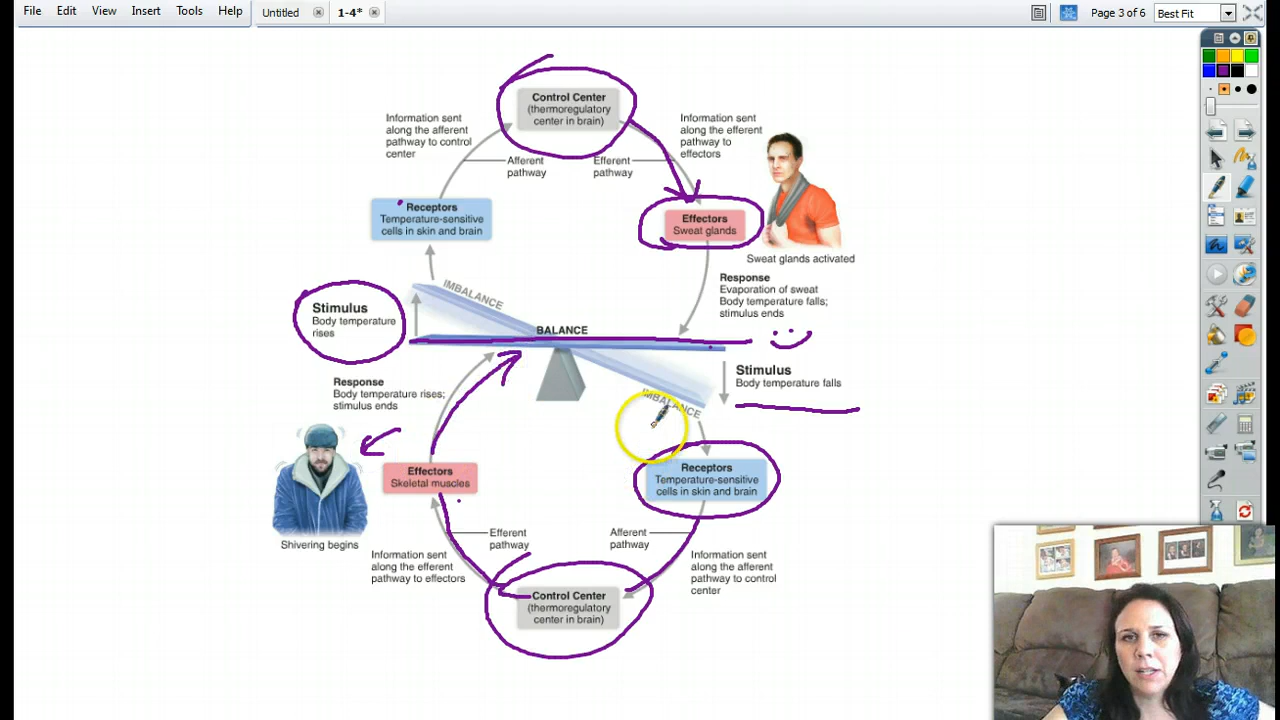 File Edit View Insert Tools Help
Untitled 1-4*
Page 3 of 6 Best Fit
Control Center
(thermoregulatory
center in brain)
Information sent
along the afferent
pathway to control
center
Information sent
along the efferent
pathway to
effectors
Afferent
pathway
Efferent
pathway
Receptors
Temperature-sensitive
cells in skin and brain
Effectors
Sweat glands
Sweat glands activated
Response
Evaporation of sweat
Body temperature falls;
stimulus ends
IMBALANCE
Stimulus
Body temperature
rises
BALANCE
Stimulus
Body temperature falls
Response
Body temperature rises;
stimulus ends
IMBALANCE
Effectors
Skeletal muscles
Receptors
Temperature-sensitive
cells in skin and brain
Shivering begins
Efferent
pathway
Afferent
pathway
Information sent
along the efferent
pathway to effectors
Information sent
along the afferent
pathway to control
center
Control Center
(thermoregulatory
center in brain)